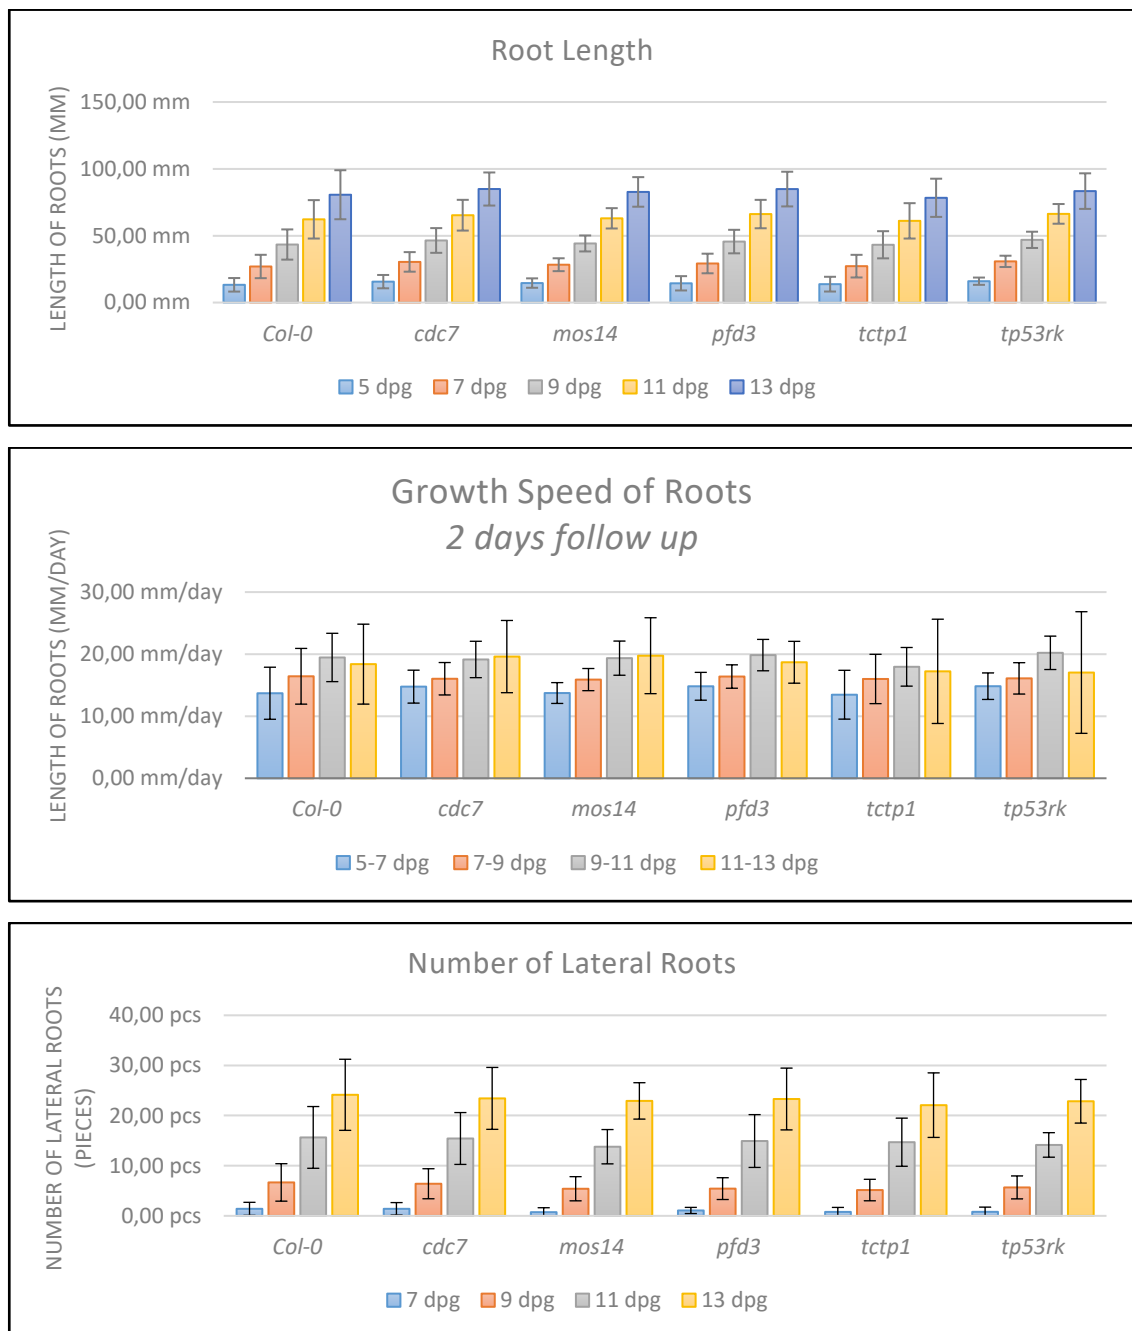 Root Length
LENGTH OF ROOTS (MM)
150,00 mm
100,00 mm
50,00 mm
0,00 mm
Col-0 cdc7 mos14 pfd3 tctp1 tp53rk
5 dpg 7 dpg 9 dpg 11 dpg 13 dpg
Growth Speed of Roots
2 days follow up
LENGTH OF ROOTS (MM/DAY)
30,00 mm/day
20,00 mm/day
10,00 mm/day
0,00 mm/day
Col-0 cdc7 mos14 pfd3 tctp1 tp53rk
5-7 dpg 7-9 dpg 9-11 dpg 11-13 dpg
Number of Lateral Roots
NUMBER OF LATERAL ROOTS
(PIECES)
40,00 pcs
30,00 pcs
20,00 pcs
10,00 pcs
0,00 pcs
Col-0 cdc7 mos14 pfd3 tctp1 tp53rk
7 dpg 9 dpg 11 dpg 13 dpg